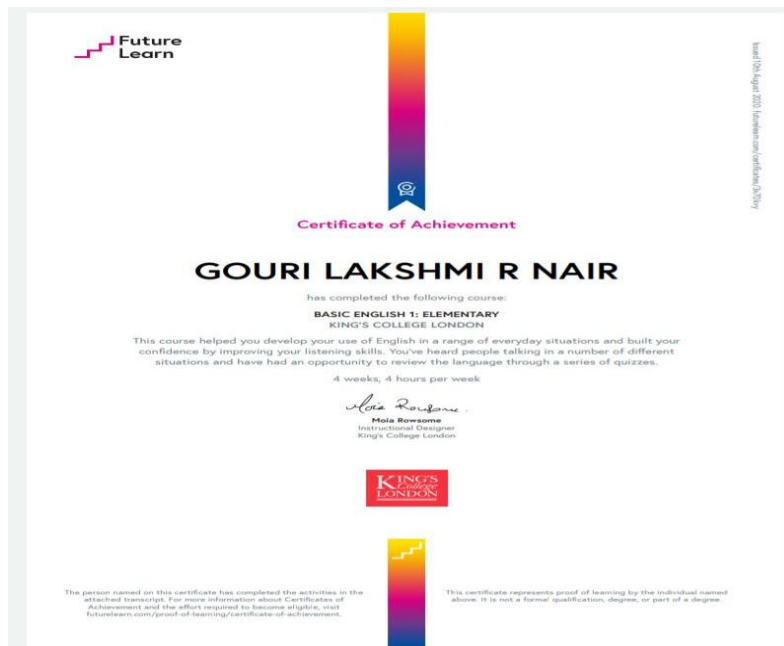 Future
Learn
Certificate of Achievement
GOURI LAKSHMI R NAIR
has completed the following course:
BASIC ENGLISH 1: ELEMENTARY
KING'S COLLEGE LONDON
This course helped you develop your use of English in a range of everyday situations and built your
confidence by improving your listening skills. You've heard people talking in a number of different
situations and have had an opportunity to review the language through a series of quizzes.
4 weeks, 4 hours per week
Moia Rowsome.
Moia Rowsome
Instructional Designer
King's College London
KING'S
College
LONDON
The person named on this certificate has completed the activities in the
attached transcript. For more information about Certificates of
Achievement and the effort required to become eligible, visit
futurelearn.com/proof-of-learning/certificate-of-achievement.
This certificate represents proof of learning by the individual named
above. It is not a formal qualification, degree, or part of a degree.
Issued 10th August 2020.